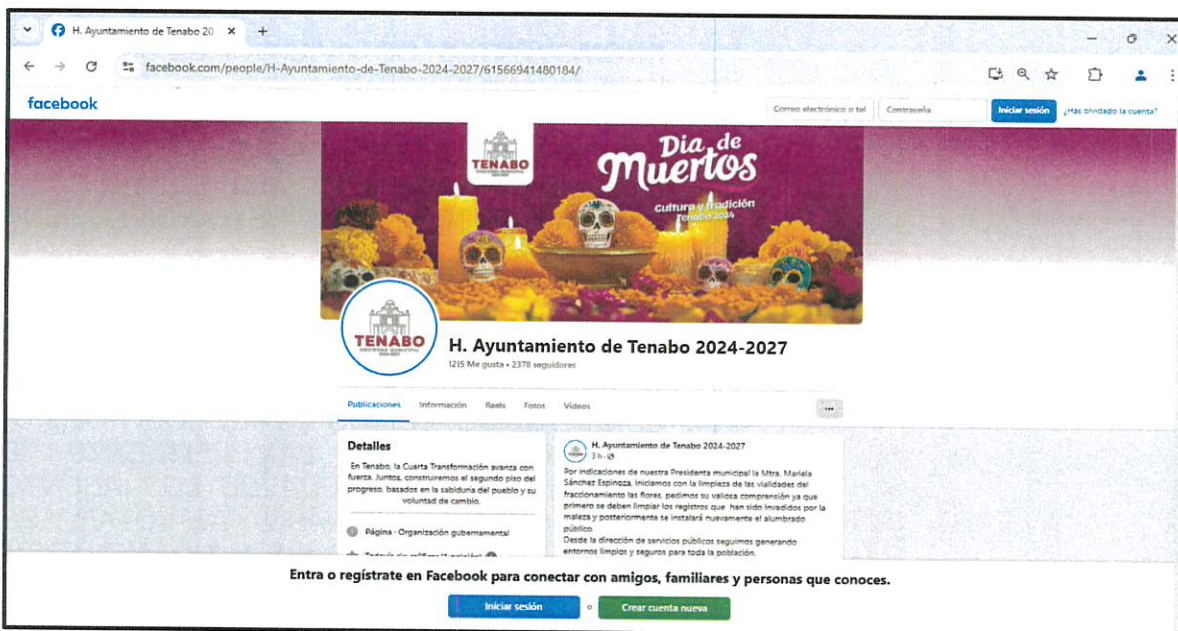 H. Ayuntamiento de Tenabo 20
facebook.com/people/H-Ayuntamiento-de-Tenabo-2024-2027/61566941480184/
facebook
Correo electrónico o tel
Contraseña
Iniciar sesión
¿Has olvidado la cuenta?
TENABO
Día de
Muertos
cultura y tradición
Tenabo 2024
TENABO
GOBIERNO MUNICIPAL
H. Ayuntamiento de Tenabo 2024-2027
1215 Me gusta • 2378 seguidores
Publicaciones Información Reels Fotos Videos
Detalles
En Tenabo, la Cuarta Transformación avanza con
fuerza. Juntos, construiremos el segundo piso del
progreso, basados en la sabiduría del pueblo y su
voluntad de cambio.
Página · Organización gubernamental
H. Ayuntamiento de Tenabo 2024-2027
3 h
Por indicaciones de nuestra Presidenta municipal la Mtra. Mariela
Sánchez Espinoza, iniciamos con la limpieza de las vialidades del
fraccionamiento las flores, pedimos su valiosa comprensión ya que
primero se deben limpiar los registros que han sido invadidos por la
maleza y posteriormente se instalará nuevamente el alumbrado
público.
Desde la dirección de servicios públicos seguimos generando
entornos limpios y seguros para toda la población.
Entra o regístrate en Facebook para conectar con amigos, familiares y personas que conoces.
Iniciar sesión o Crear cuenta nueva